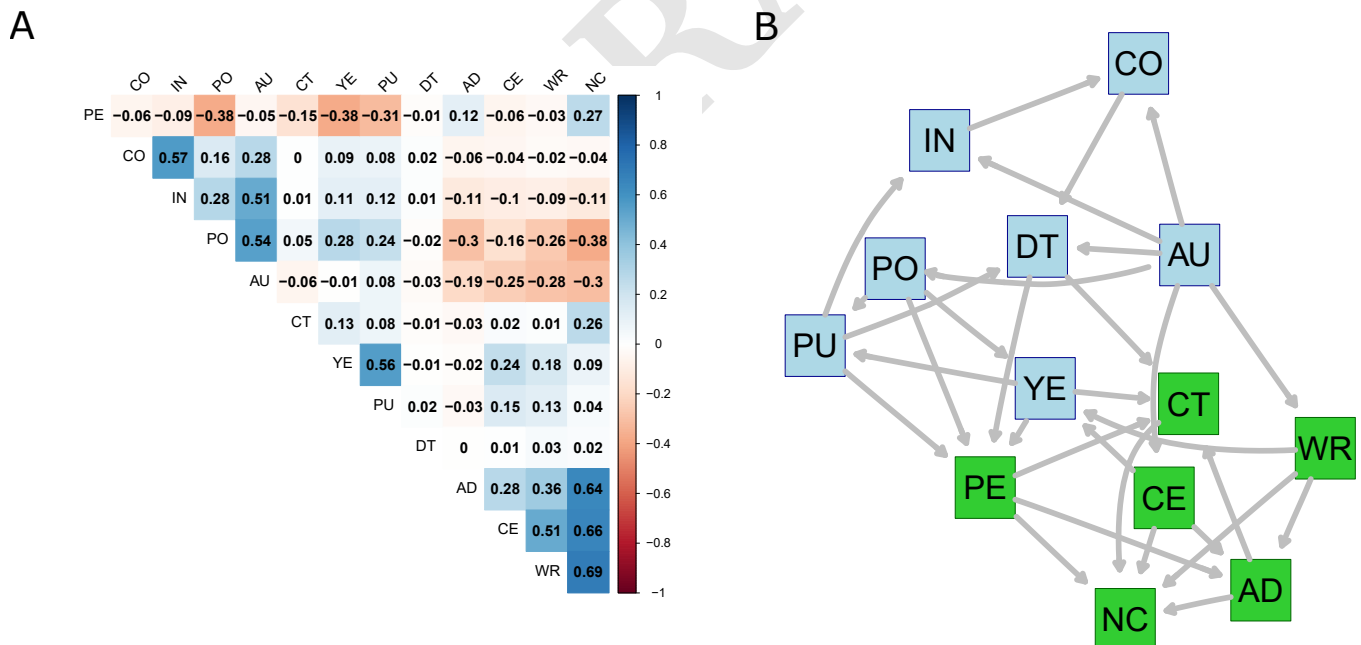 A
B
CO IN PO AU CT YE PU DT AD CE WR NC
PE −0.06 −0.09 −0.38 −0.05 −0.15 −0.38 −0.31 −0.01 0.12 −0.06 −0.03 0.27
CO 0.57 0.16 0.28 0 0.09 0.08 0.02 −0.06 −0.04 −0.02 −0.04
IN 0.28 0.51 0.01 0.11 0.12 0.01 −0.11 −0.1 −0.09 −0.11
PO 0.54 0.05 0.28 0.24 −0.02 −0.3 −0.16 −0.26 −0.38
AU −0.06 −0.01 0.08 −0.03 −0.19 −0.25 −0.28 −0.3
CT 0.13 0.08 −0.01 −0.03 0.02 0.01 0.26
YE 0.56 −0.01 −0.02 0.24 0.18 0.09
PU 0.02 −0.03 0.15 0.13 0.04
DT 0 0.01 0.03 0.02
AD 0.28 0.36 0.64
CE 0.51 0.66
WR 0.69
1
0.8
0.6
0.4
0.2
0
−0.2
−0.4
−0.6
−0.8
−1
CO
IN
DT
AU
PO
PU
YE
CT
WR
PE
CE
AD
NC